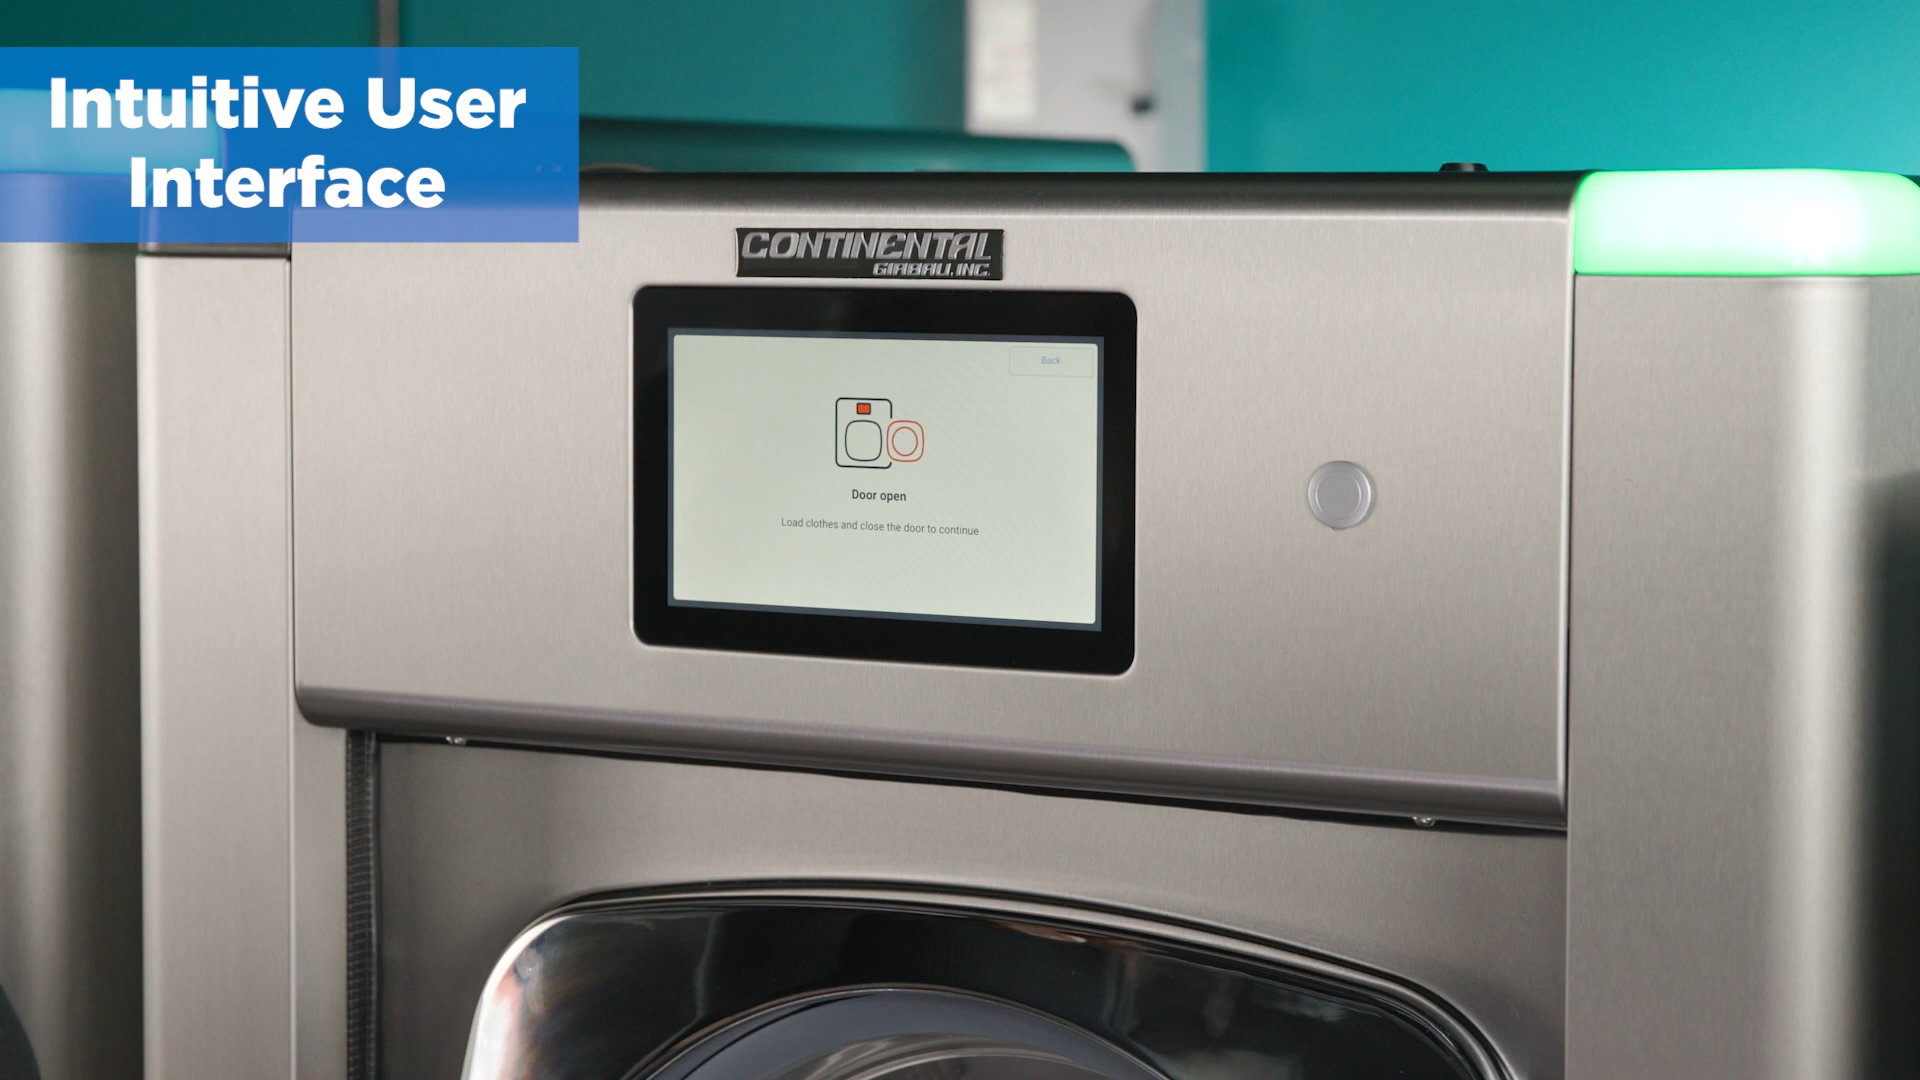 Intuitive User
Interface
CONTINENTAL
GIRBAU, INC.
Back
Door open
Load clothes and close the door to continue